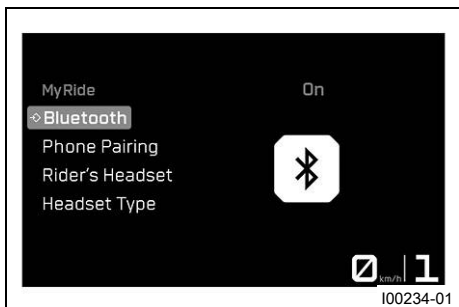 MyRide On
Bluetooth
Phone Pairing
Rider's Headset
Headset Type
0 km/h 1
I00234-01